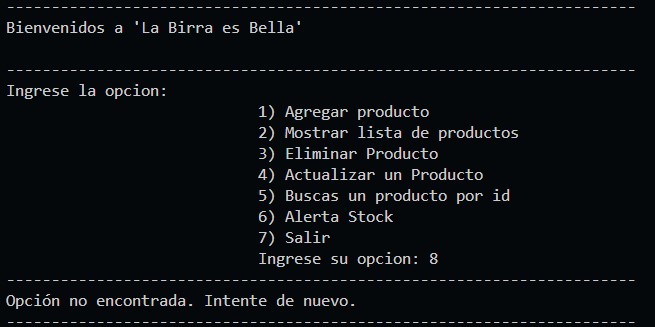 ----------------------------------------------------------------------
Bienvenidos a 'La Birra es Bella'
----------------------------------------------------------------------
Ingrese la opcion:
1) Agregar producto
2) Mostrar lista de productos
3) Eliminar Producto
4) Actualizar un Producto
5) Buscas un producto por id
6) Alerta Stock
7) Salir
Ingrese su opcion: 8
----------------------------------------------------------------------
Opción no encontrada. Intente de nuevo.
----------------------------------------------------------------------